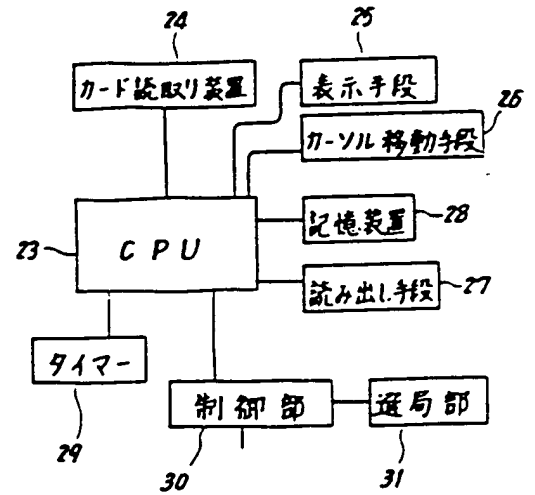 24
カード読取り装置
25
表示手段
26
カーソル移動手段
23
CPU
記憶装置
28
読み出し手段
27
タイマー
29
制御部
30
選局部
31